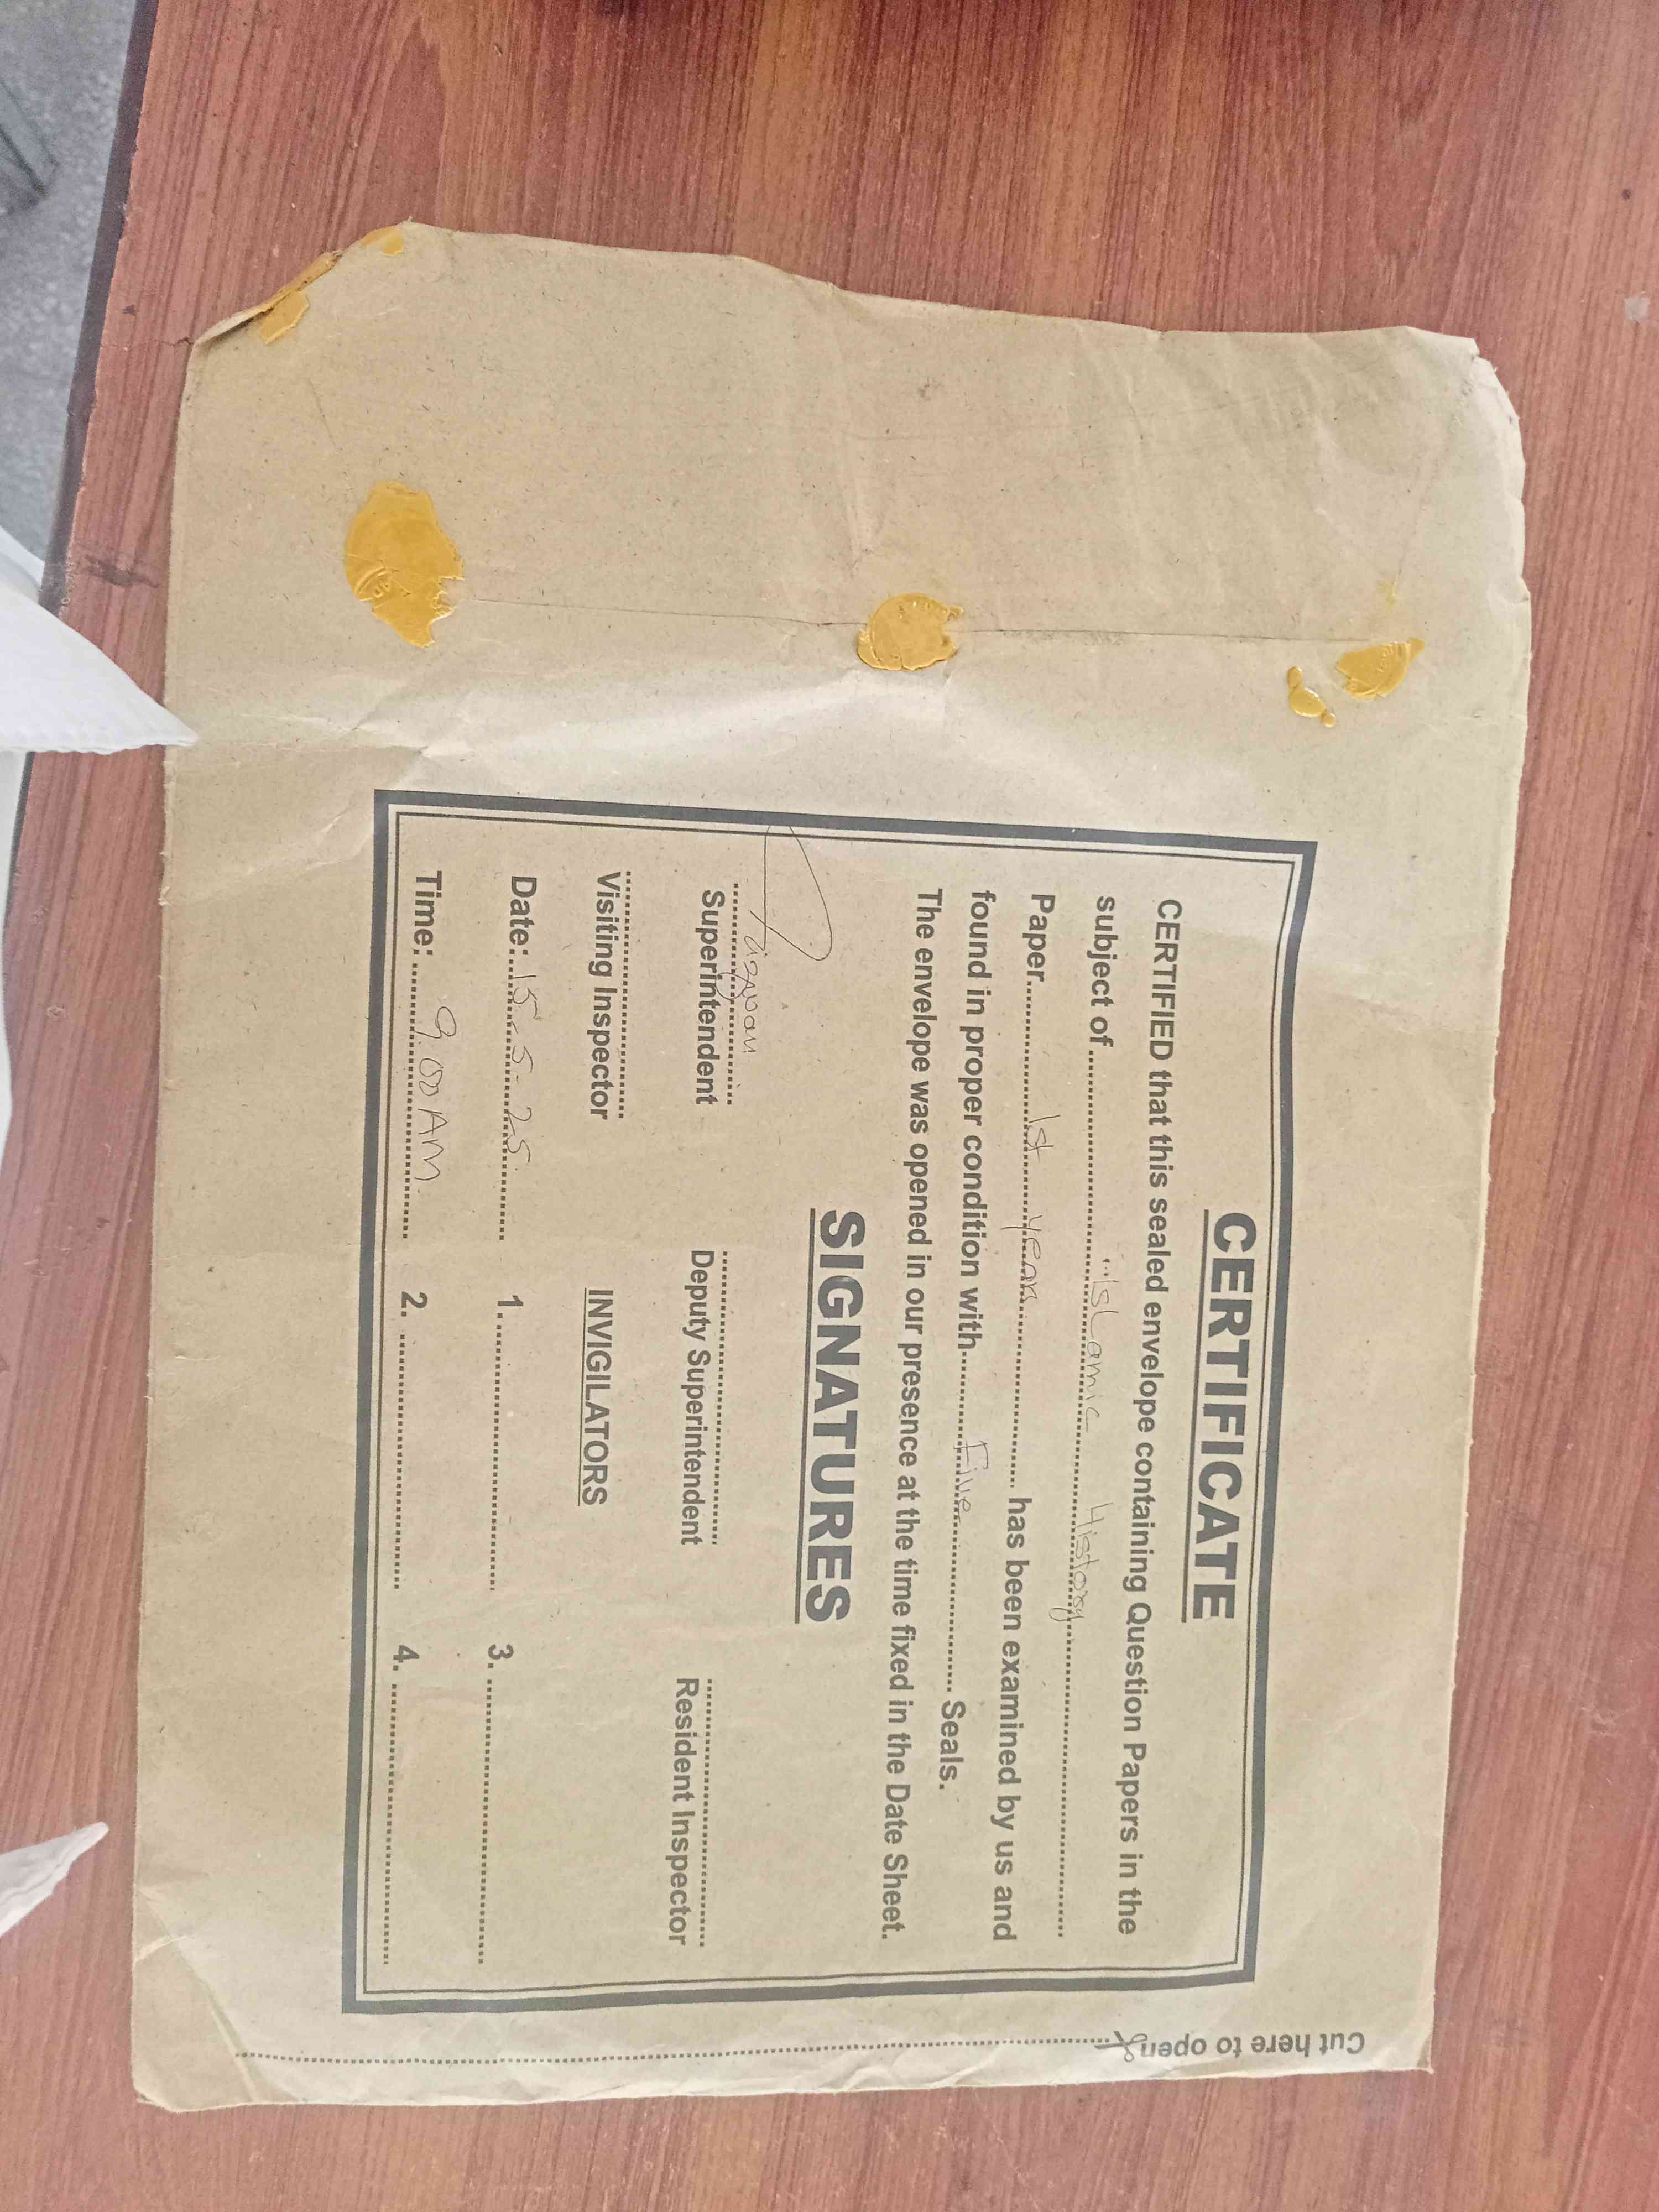 CERTIFICATE
CERTIFIED that this sealed envelope containing Question Papers in the
subject of.......... Islamic History ..........
Paper.......... 1st year .......... has been examined by us and
found in proper condition with.......... Five .......... Seals.
The envelope was opened in our presence at the time fixed in the Date Sheet.
SIGNATURES
Superintendent Deputy Superintendent Resident Inspector
Visiting Inspector INVIGILATORS
Date: 15-5-25 1. .......... 3. ..........
Time: 9.00 AM 2. .......... 4. ..........
Cut here to open